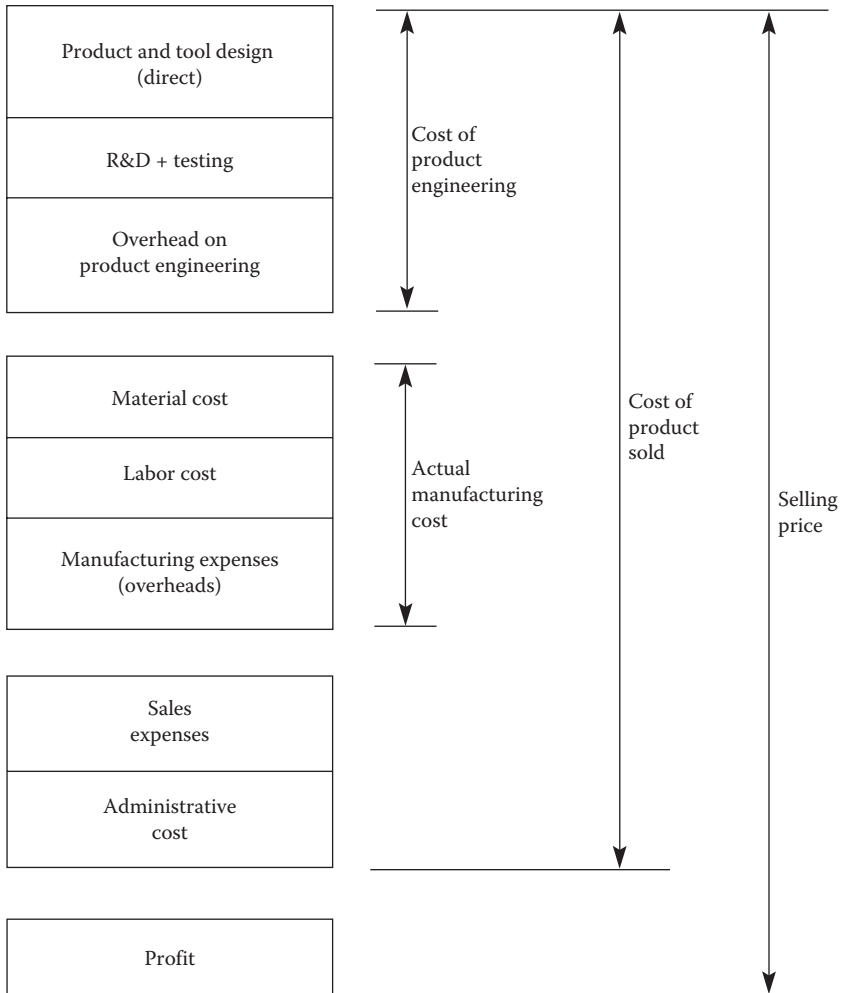 Product and tool design
(direct)
R&D + testing
Overhead on
product engineering
Cost of
product
engineering
Material cost
Labor cost
Manufacturing expenses
(overheads)
Actual
manufacturing
cost
Cost of
product
sold
Selling
price
Sales
expenses
Administrative
cost
Profit